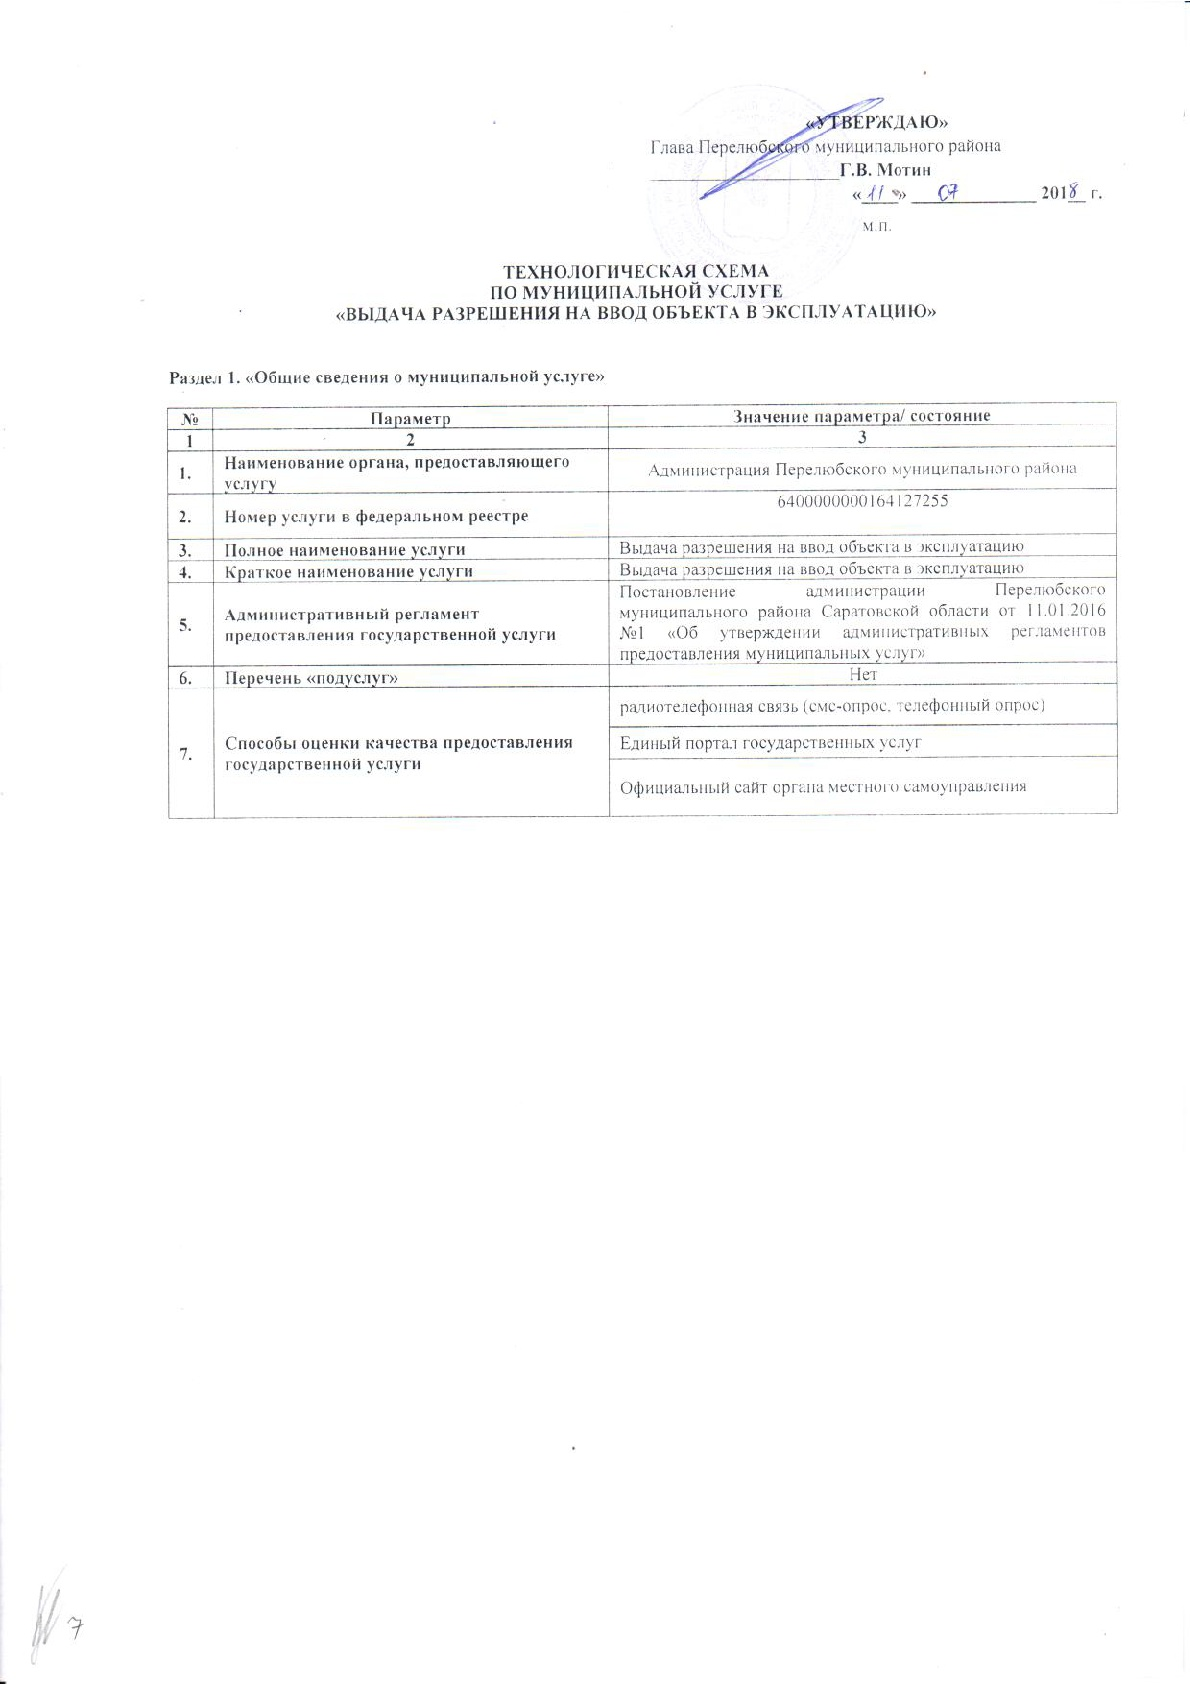 «УТВЕРЖДАЮ»
Глава Перелюбского муниципального района
Г.В. Мотин
«11» 07 2018 г.
М.П.
ТЕХНОЛОГИЧЕСКАЯ СХЕМА
ПО МУНИЦИПАЛЬНОЙ УСЛУГЕ
«ВЫДАЧА РАЗРЕШЕНИЯ НА ВВОД ОБЪЕКТА В ЭКСПЛУАТАЦИЮ»
Раздел 1. «Общие сведения о муниципальной услуге»
№ Параметр Значение параметра/ состояние
1 2 3
1. Наименование органа, предоставляющего
услугу
Администрация Перелюбского муниципального района
2. Номер услуги в федеральном реестре
6400000000164127255
3. Полное наименование услуги Выдача разрешения на ввод объекта в эксплуатацию
4. Краткое наименование услуги Выдача разрешения на ввод объекта в эксплуатацию
5. Административный регламент
предоставления государственной услуги
Постановление администрации Перелюбского
муниципального района Саратовской области от 11.01.2016
№1 «Об утверждении административных регламентов
предоставления муниципальных услуг»
6. Перечень «подуслуг» Нет
7. Способы оценки качества предоставления
государственной услуги
радиотелефонная связь (смс-опрос, телефонный опрос)
Единый портал государственных услуг
Официальный сайт органа местного самоуправления
7